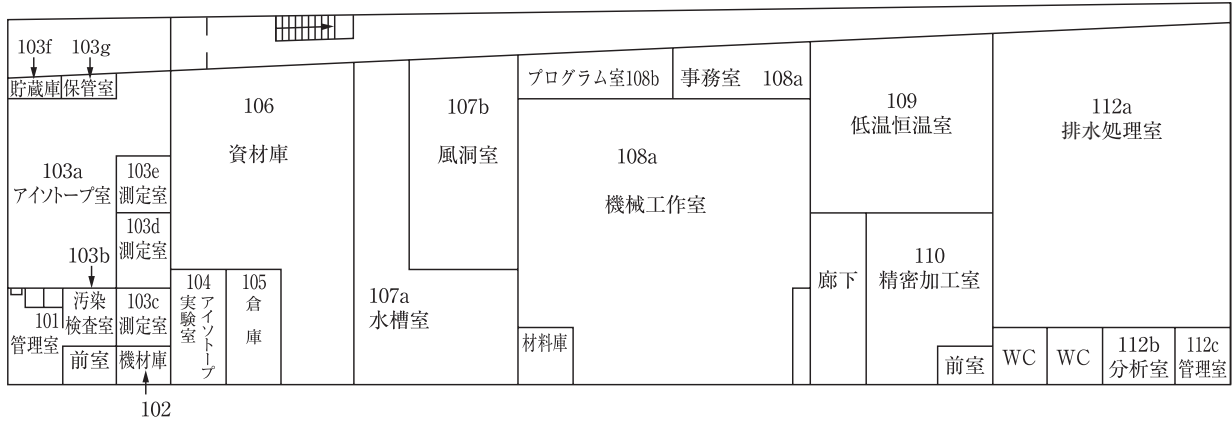 103f
貯蔵庫
103g
保管室
103a
アイソトープ室
103e
測定室
103d
測定室
103b
汚染
検査室
103c
測定室
101
管理室
前室
機材庫
102
106
資材庫
104
アイソトープ
実験室
105
倉庫
107b
風洞室
107a
水槽室
プログラム室108b
事務室 108a
108a
機械工作室
材料庫
109
低温恒温室
廊下
110
精密加工室
前室
112a
排水処理室
WC
WC
112b
分析室
112c
管理室